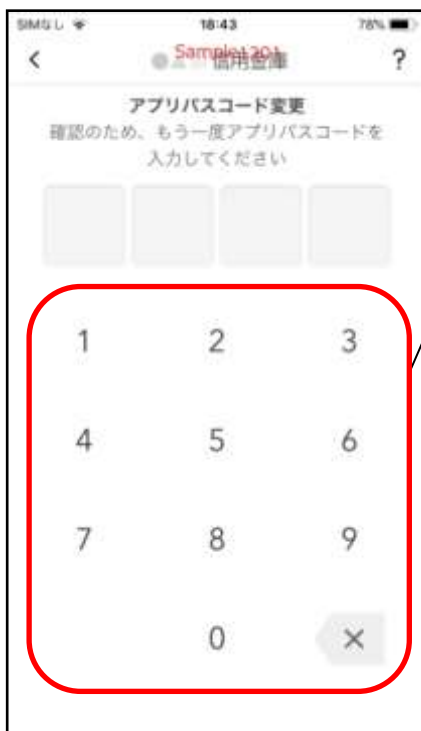 SIMなし 18:43 78%
< 信用金庫 ?
アプリパスコード変更
確認のため、もう一度アプリパスコードを
入力してください
1 2 3
4 5 6
7 8 9
0 ×